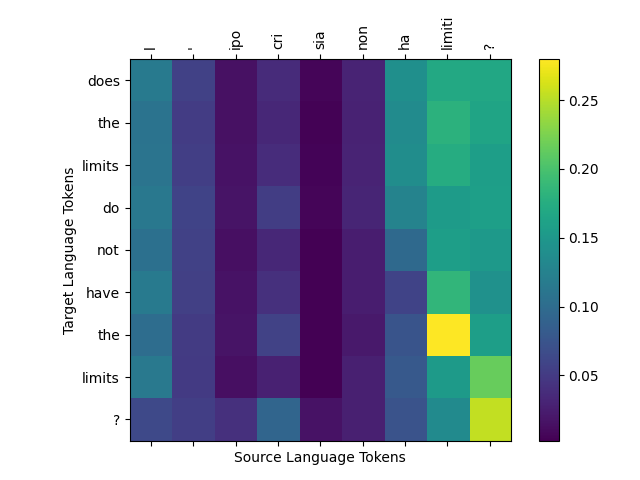 l ' ipo cri sia non ha limiti ?
does
the
limits
do
not
have
the
limits
?
Target Language Tokens
Source Language Tokens
0.25
0.20
0.15
0.10
0.05